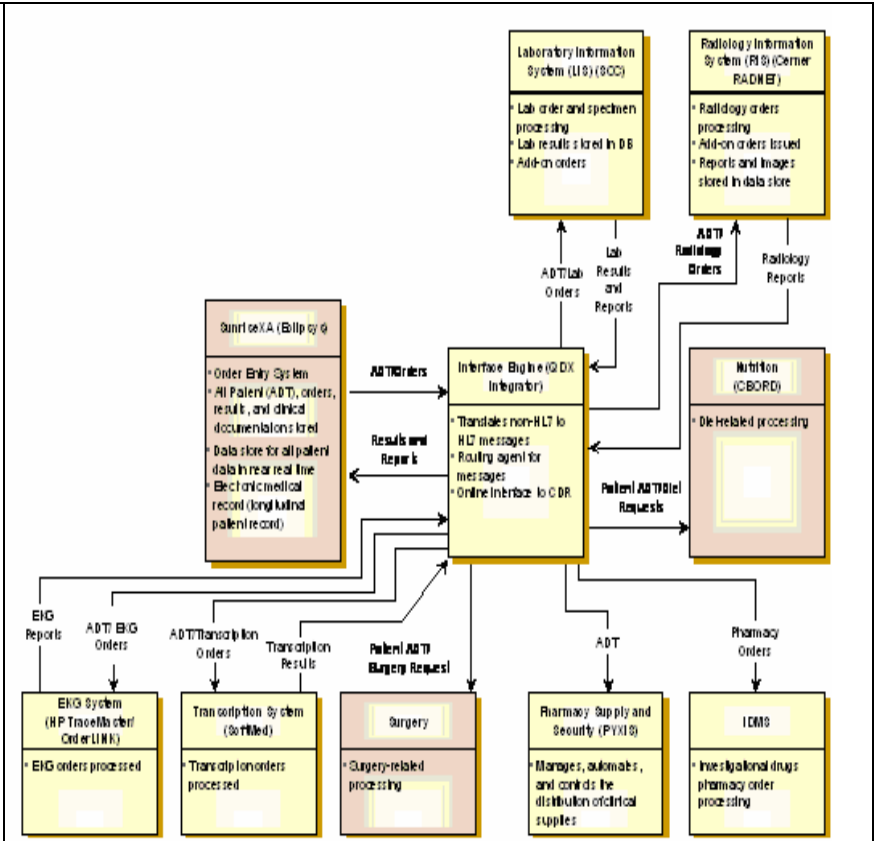 Laboratory Information
System (LIS) (SCC)
• Lab order and specimen
processing
• Lab results stored in DB
• Add-on orders
Radiology Information
System (RIS) (Cerner
RADNET)
• Radiology orders
processing
• Add-on orders issued
• Reports and images
stored in data store
ADT/Lab
Orders
Lab
Results
and
Reports
ADT/
Radiology
Orders
Radiology
Reports
SunriseXA (Eclipsys)
• Order Entry System
• All Patient (ADT), orders,
results, and clinical
documentation stored
• Data store for all patient
data in near real time
• Electronic medical
record (longitudinal
patient record)
ADT/Orders
Results and
Reports
Interface Engine (QDX
Integrator)
• Translates non-HL7 to
HL7 messages
• Routing agent for
messages
• Online interface to CDR
Nutrition
(CBORD)
• Diet-related processing
Patient ADT/Diet
Requests
EKG
Reports
ADT/ EKG
Orders
ADT/Transcription
Orders
Transcription
Results
Patient ADT/
Surgery Request
ADT
Pharmacy
Orders
EKG System
(HP TraceMaster/
OrderLINK)
• EKG orders processed
Transcription System
(SoftMed)
• Transcription orders
processed
Surgery
• Surgery-related
processing
Pharmacy Supply and
Security (PYXIS)
• Manages, automates,
and controls the
distribution of clinical
supplies
IDMS
• Investigational drugs
pharmacy order
processing